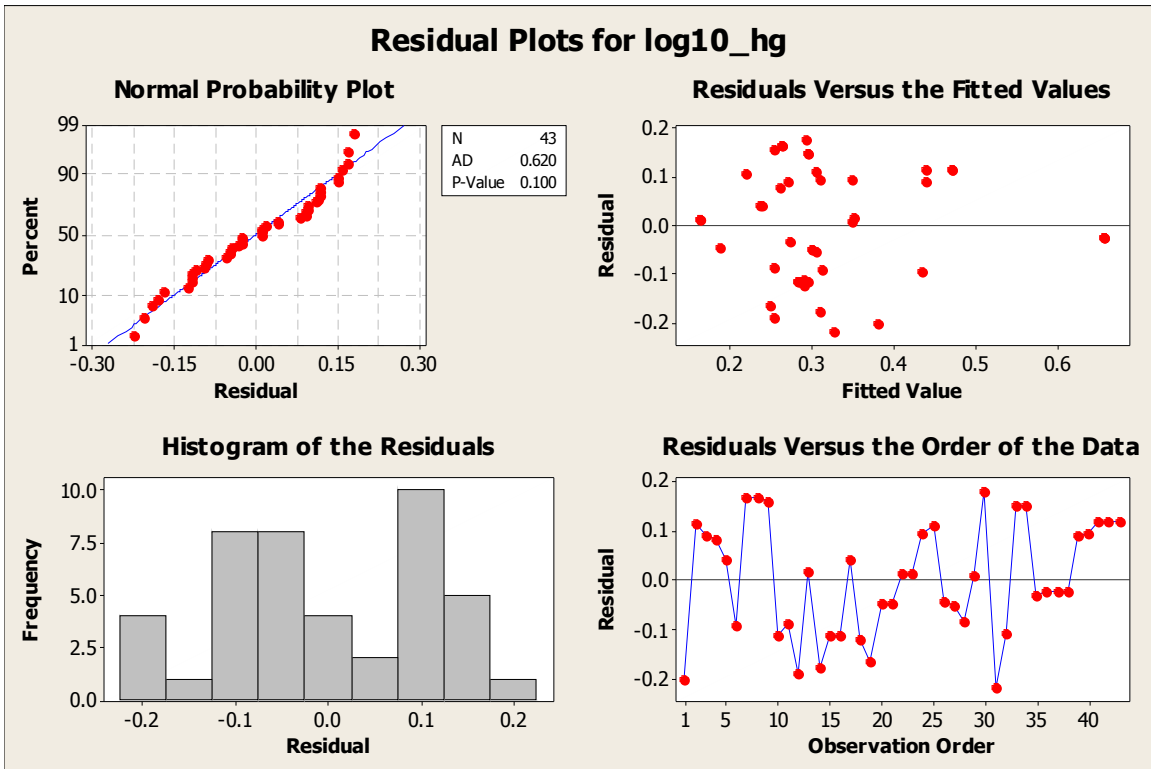 Residual Plots for log10_hg
Normal Probability Plot
99
90
50
10
1
Percent
-0.30
-0.15
0.00
0.15
0.30
Residual
N 43
AD 0.620
P-Value 0.100
Residuals Versus the Fitted Values
0.2
0.1
0.0
-0.1
-0.2
Residual
0.2
0.3
0.4
0.5
0.6
Fitted Value
Histogram of the Residuals
10.0
7.5
5.0
2.5
0.0
Frequency
-0.2
-0.1
0.0
0.1
0.2
Residual
Residuals Versus the Order of the Data
0.2
0.1
0.0
-0.1
-0.2
Residual
1
5
10
15
20
25
30
35
40
Observation Order